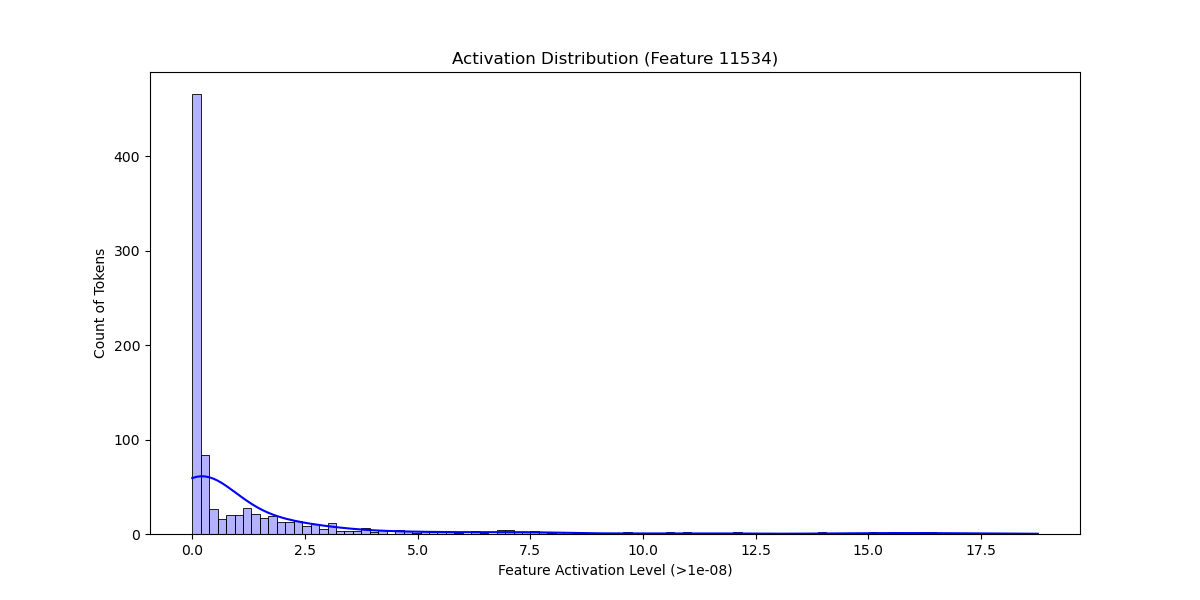 Activation Distribution (Feature 11534)
Count of Tokens
400
300
200
100
0
0.0 2.5 5.0 7.5 10.0 12.5 15.0 17.5
Feature Activation Level (>1e-08)